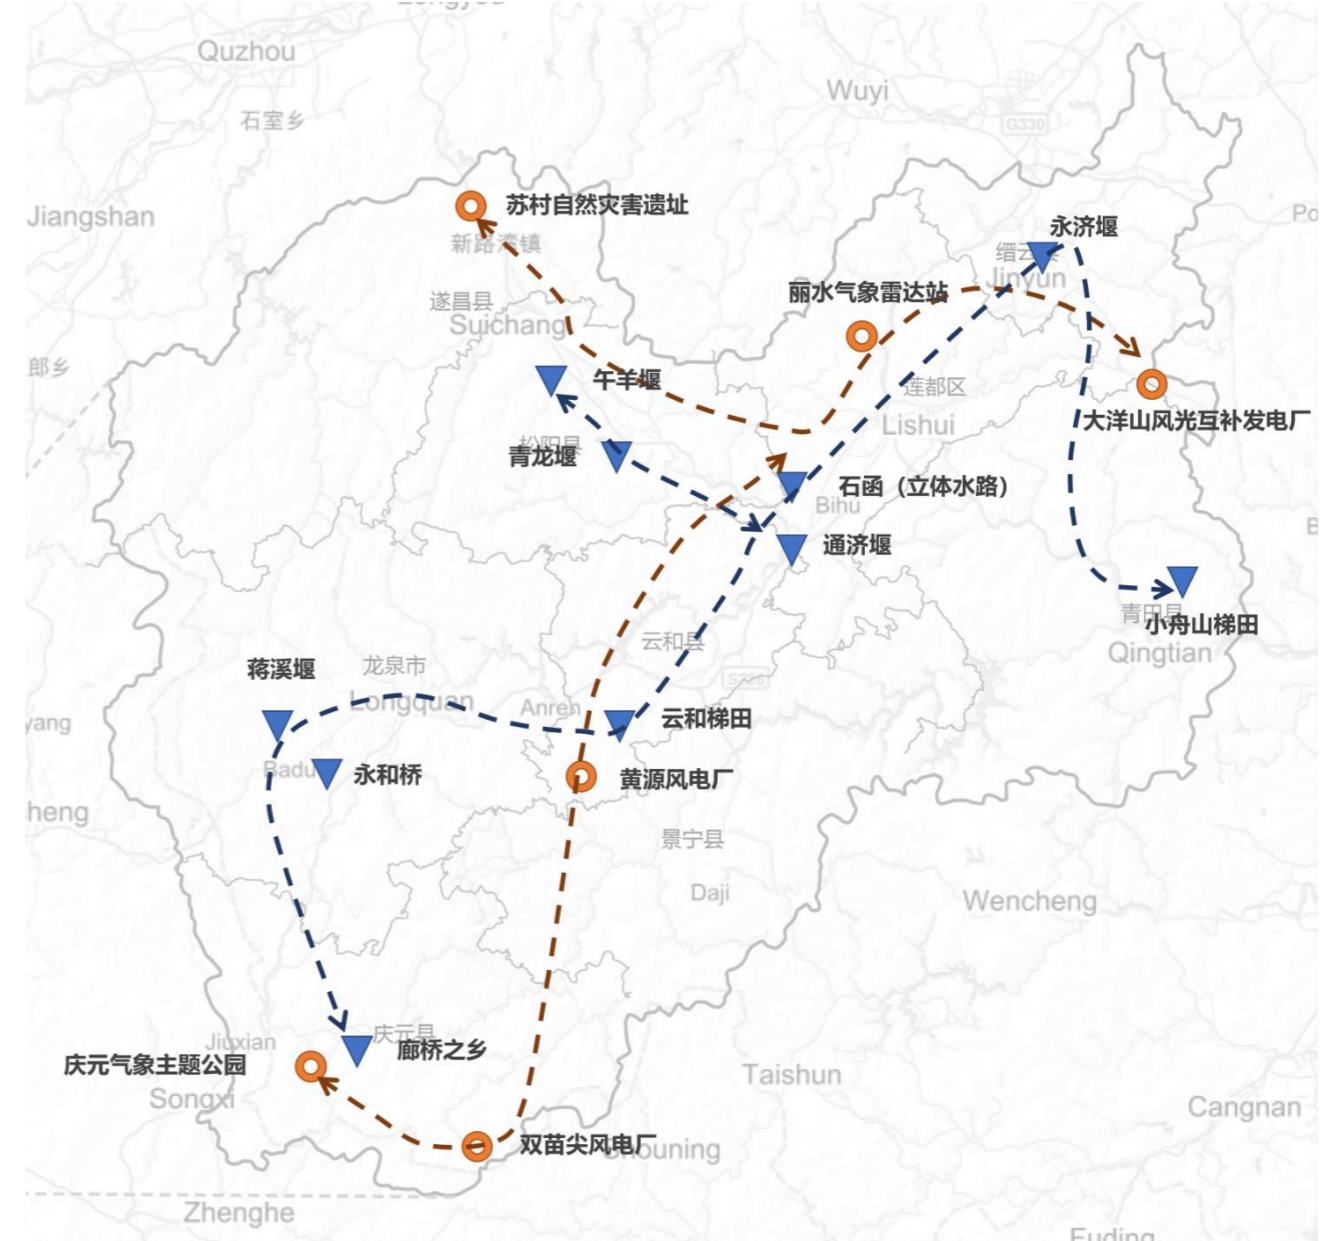 Quzhou
Wuyi
石室乡
G330
Jiangshan
苏村自然灾害遗址
新路湾镇
永济堰
缙云县
Jinyun
丽水气象雷达站
遂昌县
Suichang
郎乡
午羊堰
莲都区
Lishui
大洋山风光互补发电厂
松阳县
青龙堰
石函（立体水路）
Bihu
通济堰
青田县
小舟山梯田
Qingtian
云和县
S228
蒋溪堰
龙泉市
Longquan
Anren
云和梯田
yang
Badu
永和桥
黄源风电厂
heng
景宁县
Daji
Wencheng
庆元县
Jiuxian
廊桥之乡
庆元气象主题公园
Songxi
Taishun
Cangnan
双苗尖风电厂
Shouning
Zhenghe
Fuding